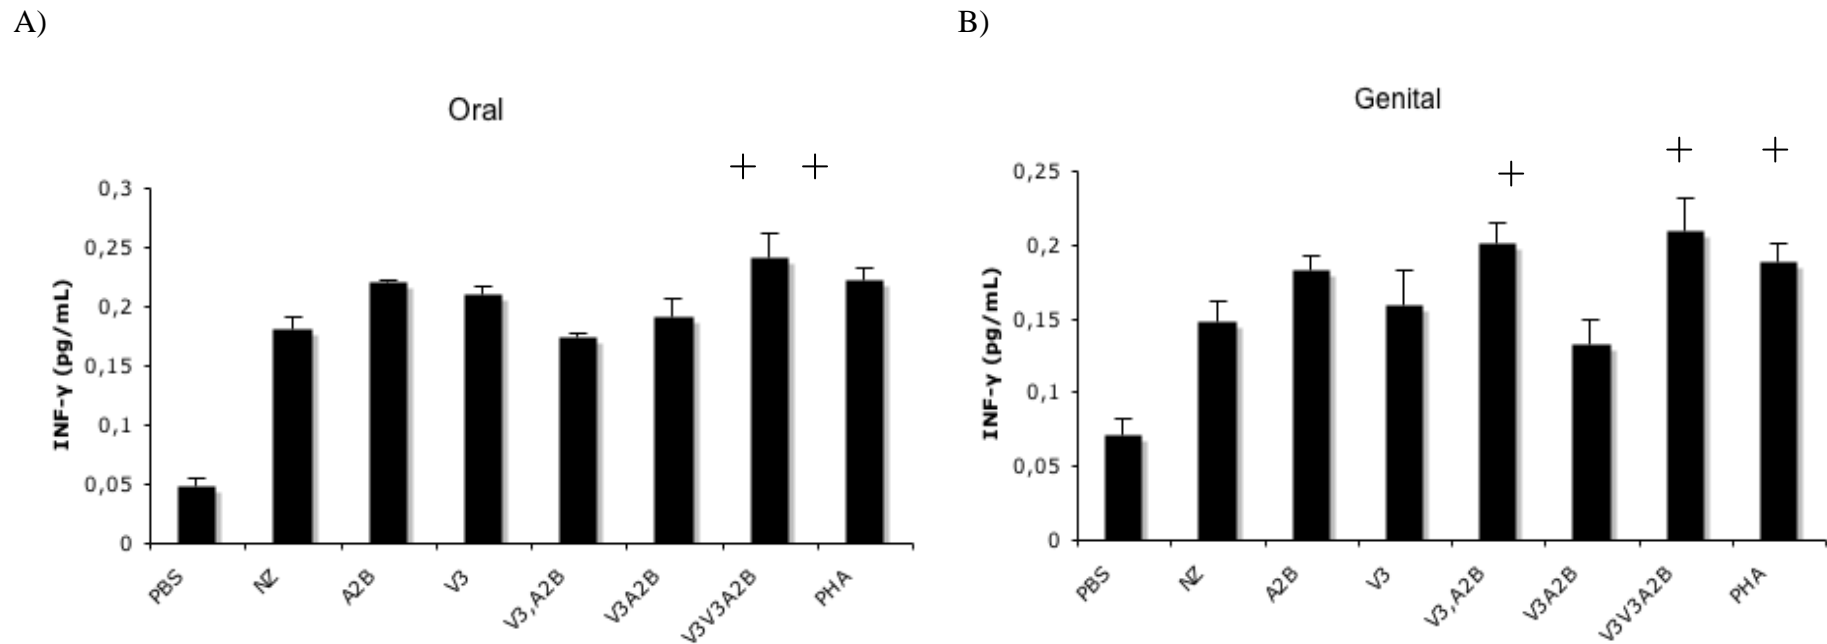 A)
Oral
+ +
0,3
0,25
0,2
0,15
0,1
0,05
0
INF-γ (pg/mL)
PBS
NZ
A2B
V3
V3,A2B
V3A2B
V3V3A2B
PHA
B)
Genital
+ + +
0,25
0,2
0,15
0,1
0,05
0
INF-γ (pg/mL)
PBS
NZ
A2B
V3
V3,A2B
V3A2B
V3V3A2B
PHA